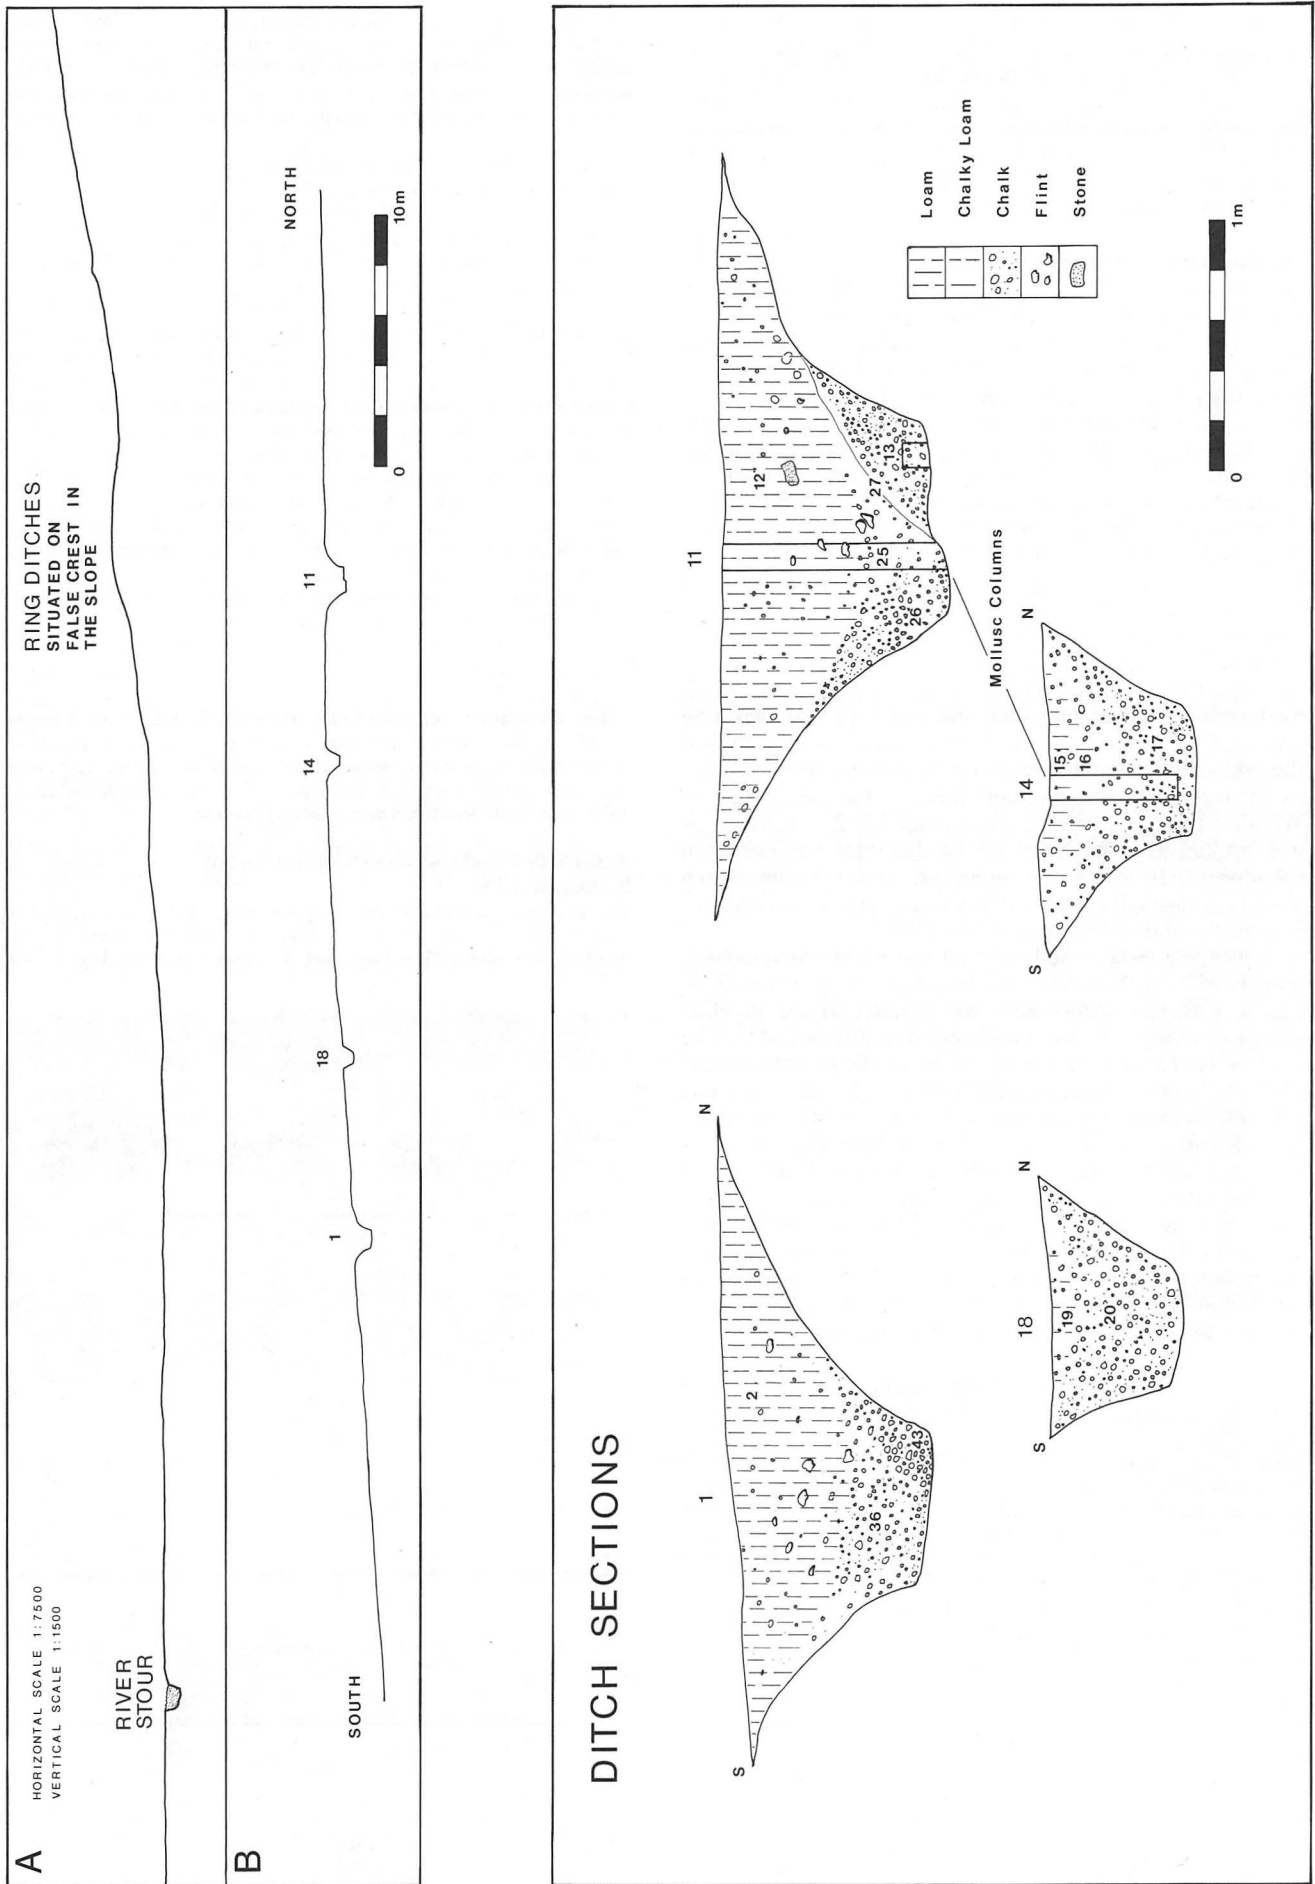 A
HORIZONTAL SCALE 1:7500
VERTICAL SCALE 1:1500
RIVER
STOUR
RING DITCHES
SITUATED ON
FALSE CREST IN
THE SLOPE
B
SOUTH
1
18
14
11
NORTH
0
10m
DITCH SECTIONS
1
S
N
2
36
43
11
12
25
26
27
13
Mollusc Columns
18
S
N
19
20
14
S
N
15
16
17
Loam
Chalky Loam
Chalk
Flint
Stone
0
1m